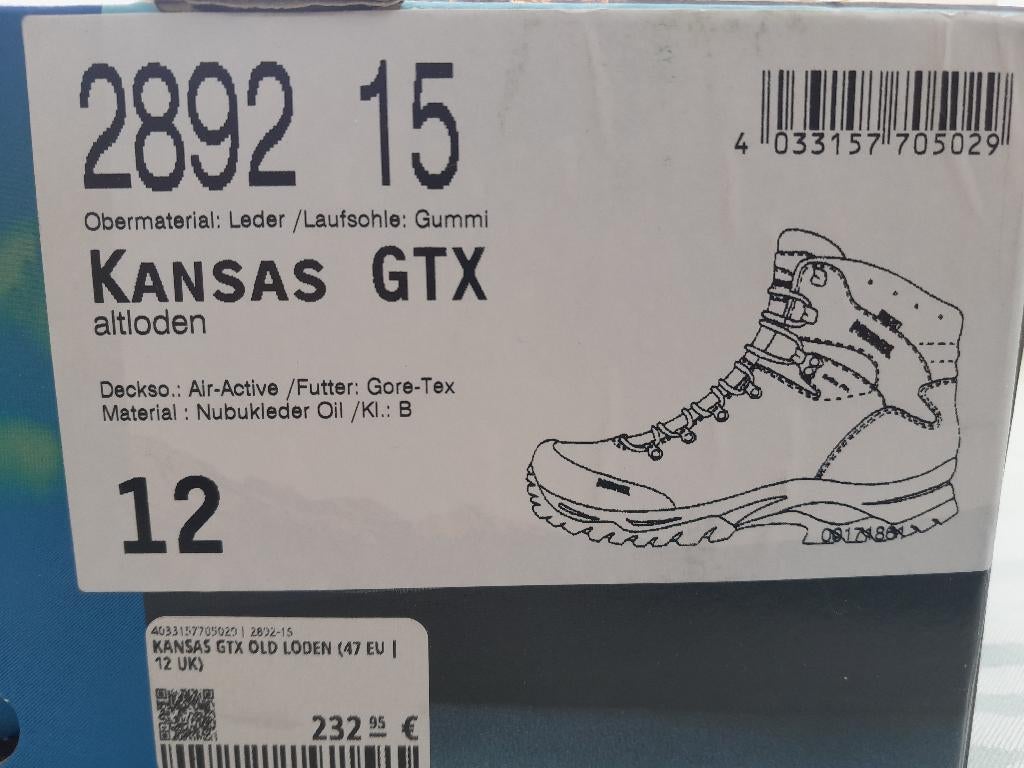 2892 15
4 033157 705029
Obermaterial: Leder /Laufsohle: Gummi
KANSAS GTX
altloden
Deckso.: Air-Active /Futter: Gore-Tex
Material : Nubukleder Oil /Kl.: B
12
4033157705029 | 2892-15
KANSAS GTX OLD LODEN (47 EU |
12 UK)
232 95 €